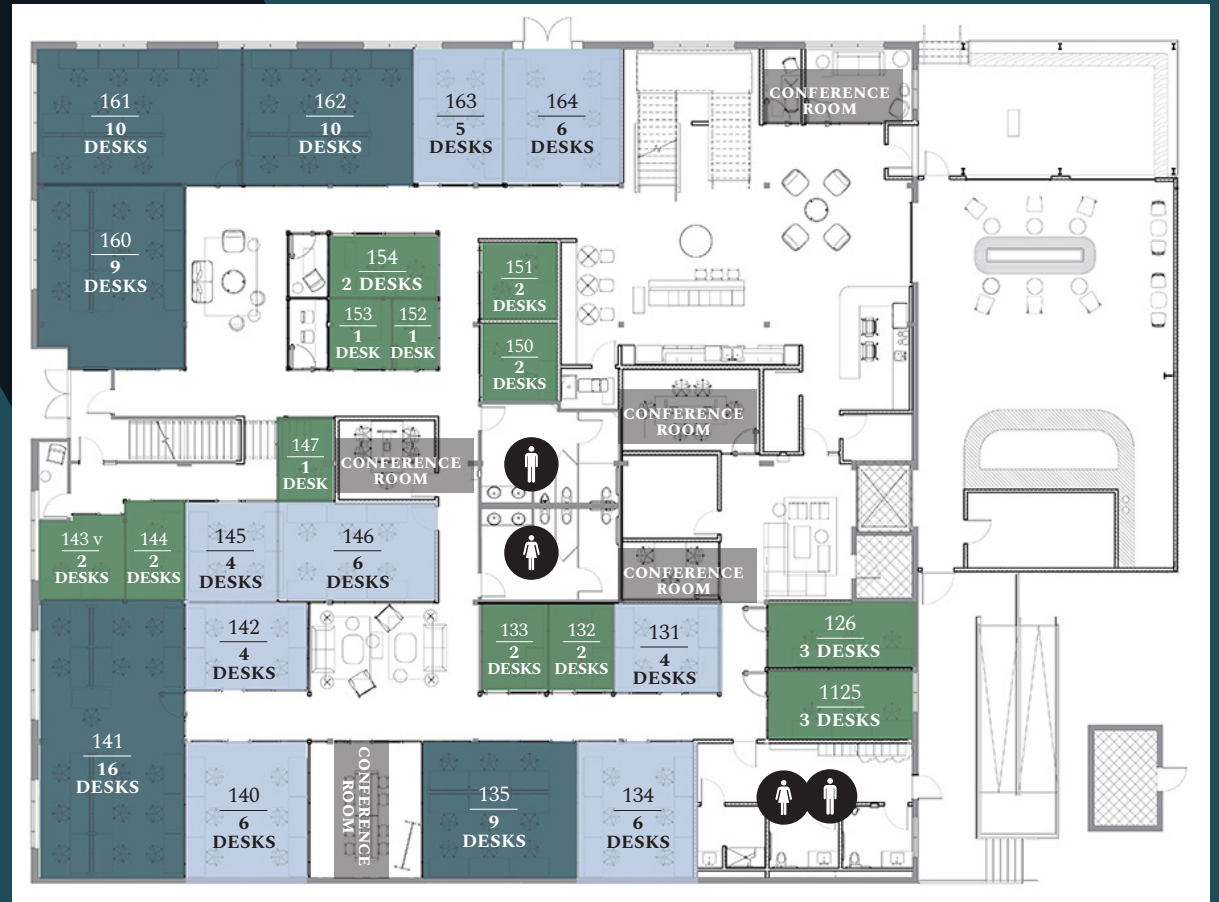 161
10
DESKS
162
10
DESKS
163
5
DESKS
164
6
DESKS
CONFERENCE
ROOM
160
9
DESKS
154
2 DESKS
153
1
DESK
152
1
DESK
151
2
DESKS
150
2
DESKS
CONFERENCE
ROOM
147
1
DESK
CONFERENCE
ROOM
143 v
2
DESKS
144
2
DESKS
145
4
DESKS
146
6
DESKS
CONFERENCE
ROOM
142
4
DESKS
133
2
DESKS
132
2
DESKS
131
4
DESKS
126
3 DESKS
1125
3 DESKS
141
16
DESKS
140
6
DESKS
CONFERENCE
ROOM
135
9
DESKS
134
6
DESKS